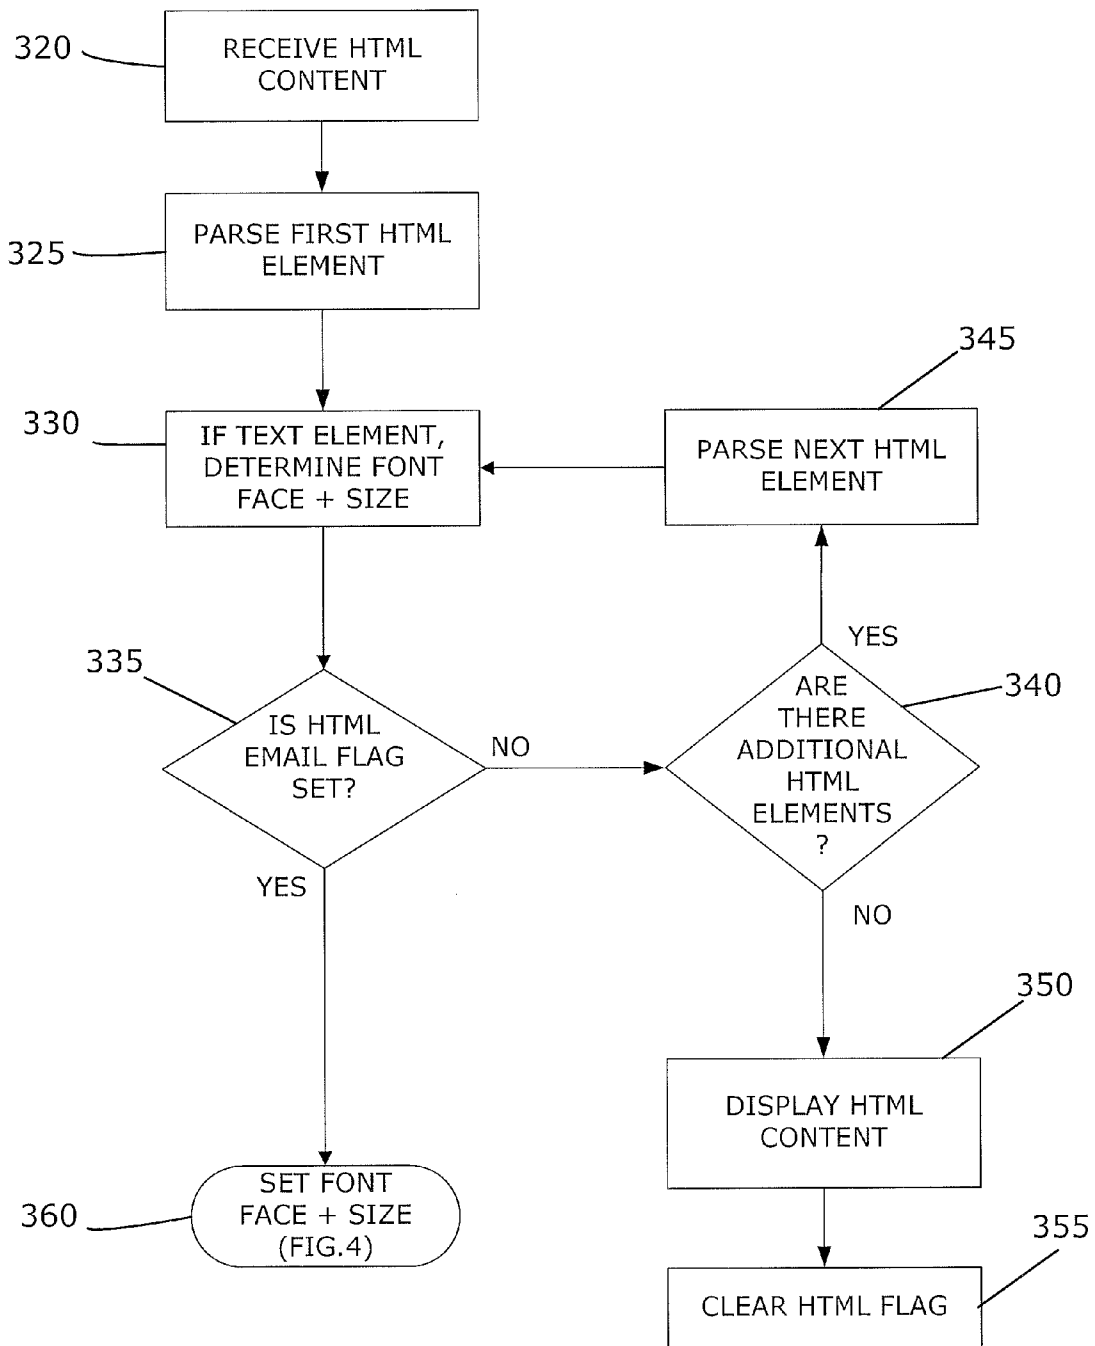 320
RECEIVE HTML
CONTENT
325
PARSE FIRST HTML
ELEMENT
330
IF TEXT ELEMENT,
DETERMINE FONT
FACE + SIZE
345
PARSE NEXT HTML
ELEMENT
335
IS HTML
EMAIL FLAG
SET?
NO
YES
340
ARE
THERE
ADDITIONAL
HTML
ELEMENTS
?
YES
NO
350
DISPLAY HTML
CONTENT
360
SET FONT
FACE + SIZE
(FIG.4)
355
CLEAR HTML FLAG